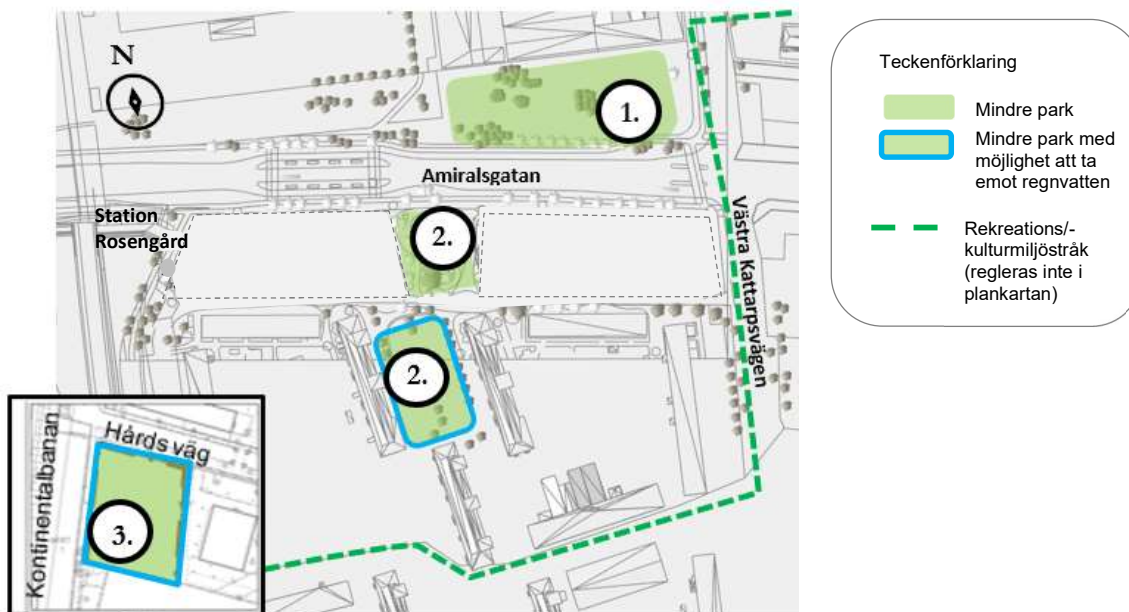 N
1.
Amiralsgatan
Station
Rosengård
2.
Västra Kattarpsvägen
2.
Kontinentalbanan
Hårds väg
3.
Teckenförklaring
Mindre park
Mindre park med
möjlighet att ta
emot regnvatten
Rekreations/-
kulturmiljöstråk
(regleras inte i
plankartan)